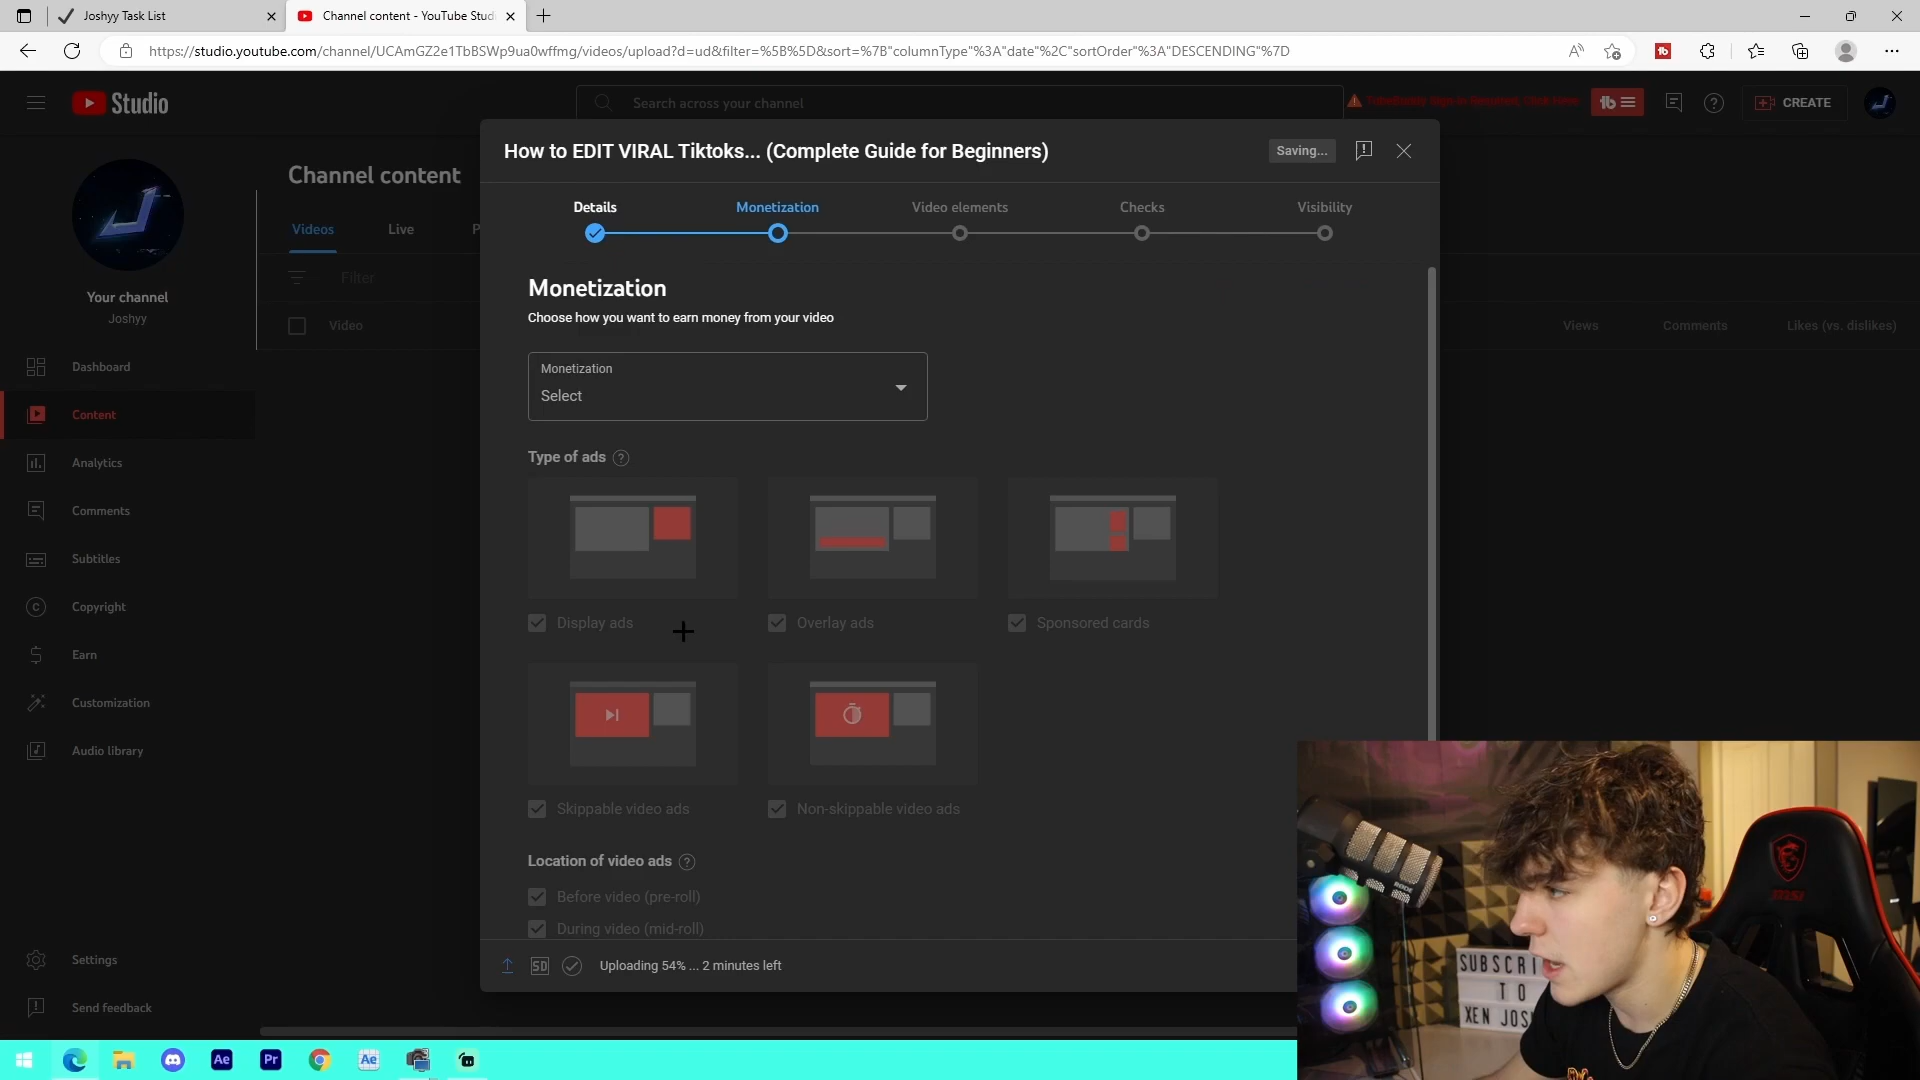 Joshyy Task List
Channel content - YouTube Studi
https://studio.youtube.com/channel/UCAmGZ2e1TbBSWp9ua0wffmg/videos/upload?d=ud&filter=%5B%5D&sort=%7B"columnType"%3A"date"%2C"sortOrder"%3A"DESCENDING"%7D
Studio
Search across your channel
CREATE
How to EDIT VIRAL Tiktoks... (Complete Guide for Beginners)
Saving...
Channel content
Details
Monetization
Video elements
Checks
Visibility
Videos
Live
P
Filter
Your channel
Joshyy
Video
Views
Comments
Likes (vs. dislikes)
Monetization
Choose how you want to earn money from your video
Monetization
Select
Dashboard
Content
Analytics
Comments
Subtitles
Copyright
Earn
Customization
Audio library
Settings
Send feedback
Type of ads
Display ads
Overlay ads
Sponsored cards
Skippable video ads
Non-skippable video ads
Location of video ads
Before video (pre-roll)
During video (mid-roll)
SD
Uploading 54% ... 2 minutes left
RODE
SUBSCRI
TO
XEN JOS
Ae
Pr
Ae